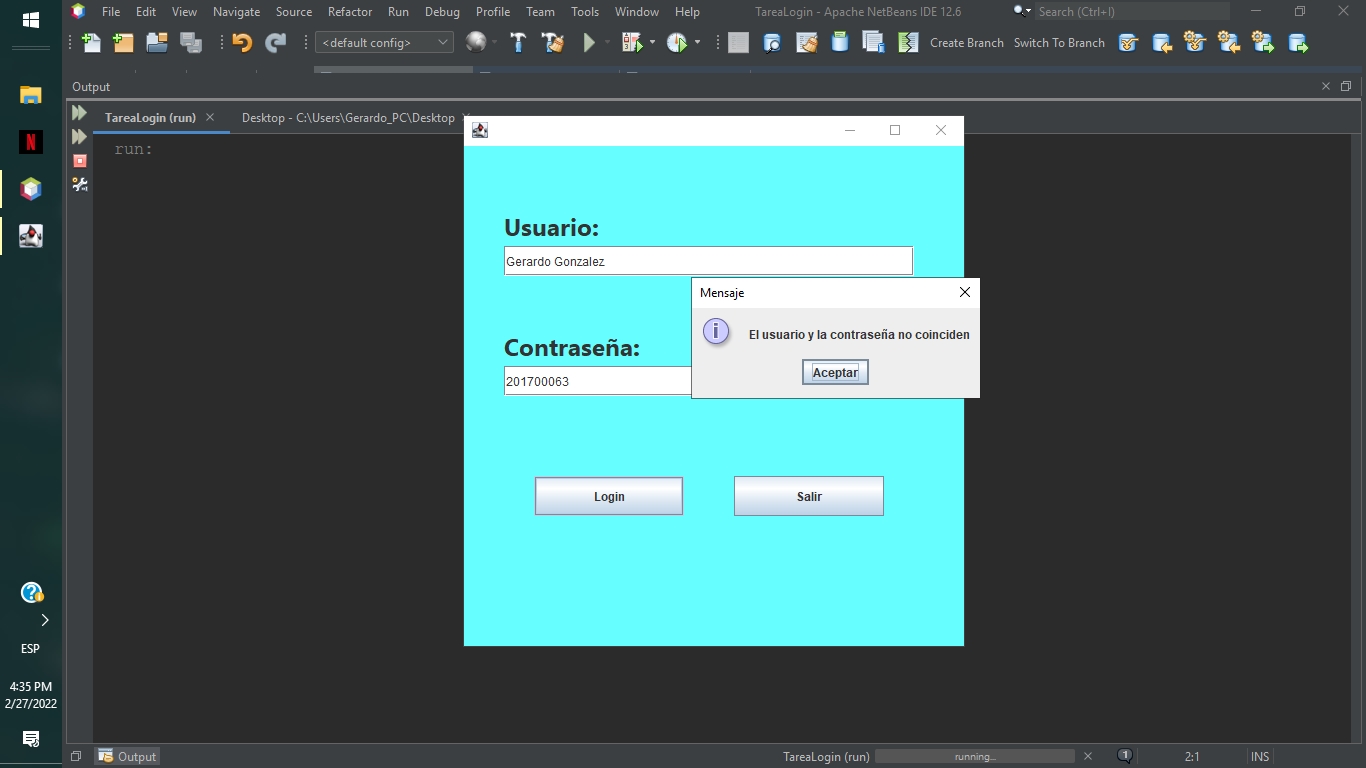 File Edit View Navigate Source Refactor Run Debug Profile Team Tools Window Help TareaLogin - Apache NetBeans IDE 12.6 Search (Ctrl+I)
<default config> Create Branch Switch To Branch
Output
TareaLogin (run) Desktop - C:\Users\Gerardo_PC\Desktop
run:
Usuario:
Gerardo Gonzalez
Mensaje
El usuario y la contraseña no coinciden
Aceptar
Contraseña:
201700063
Login Salir
ESP
4:35 PM
2/27/2022
Output TareaLogin (run) running... 1 2:1 INS